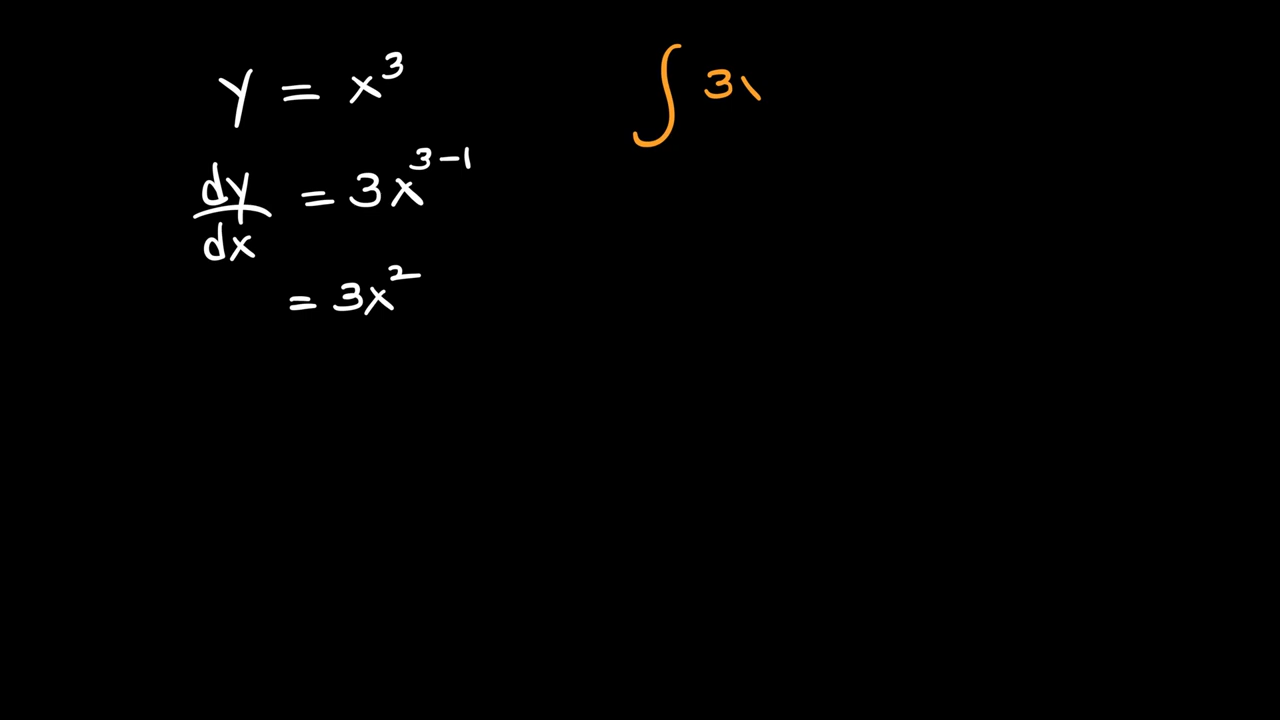 y = x³
dy/dx = 3x³⁻¹
= 3x²
∫ 3